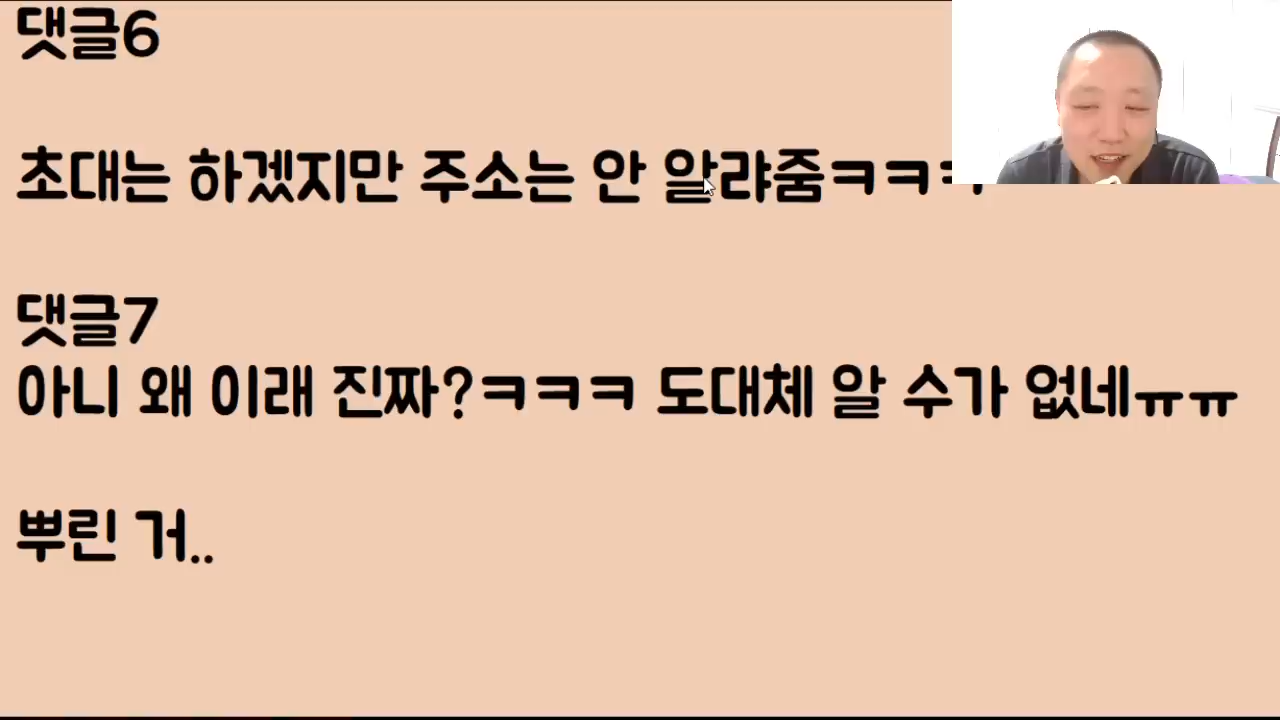 댓글6
초대는 하겠지만 주소는 안 알랴줌ㅋㅋㅋ
댓글7
아니 왜 이래 진짜?ㅋㅋㅋ 도대체 알 수가 없네ㅠㅠ
뿌린 거..